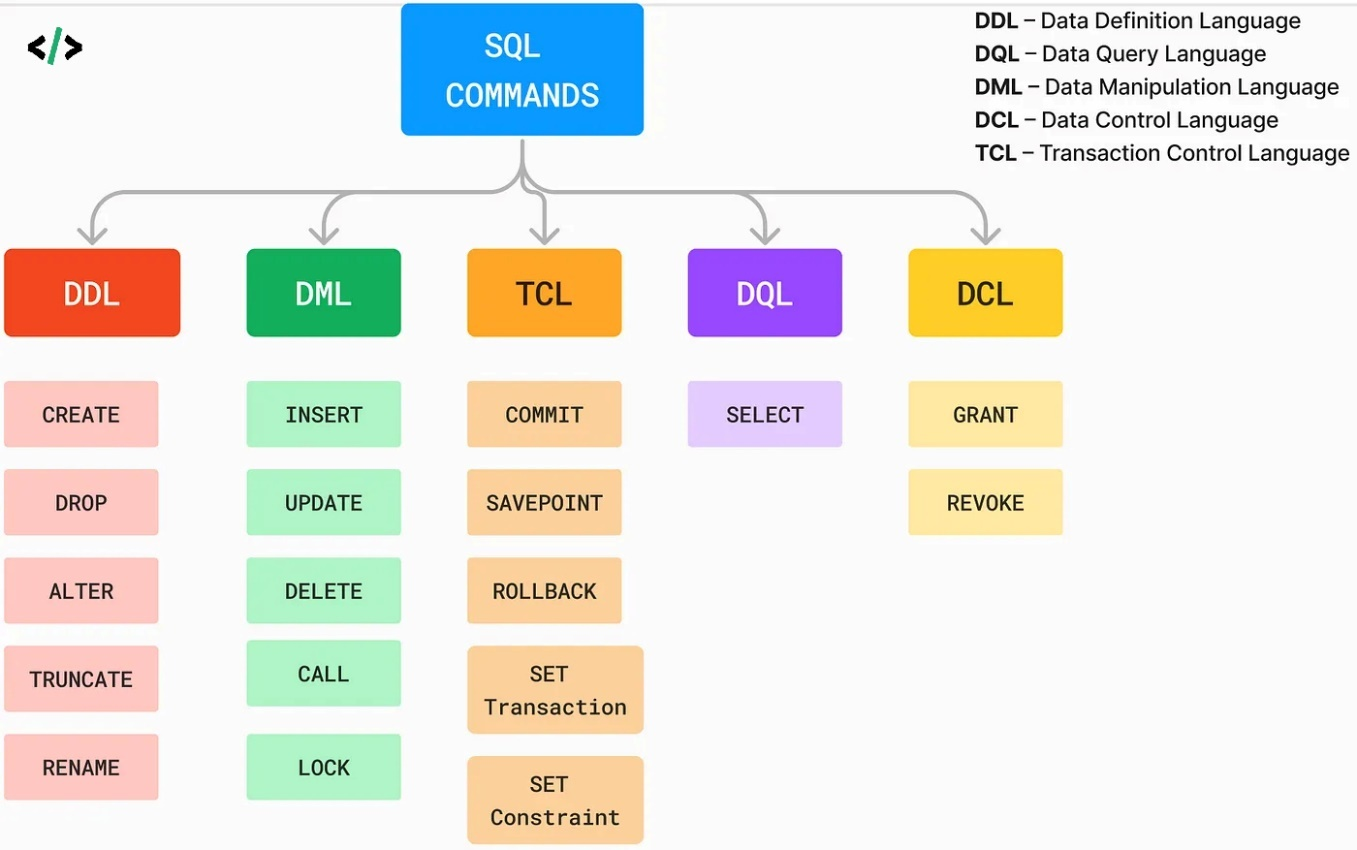 </>
SQL
COMMANDS
DDL – Data Definition Language
DQL – Data Query Language
DML – Data Manipulation Language
DCL – Data Control Language
TCL – Transaction Control Language
DDL
DML
TCL
DQL
DCL
CREATE
INSERT
COMMIT
SELECT
GRANT
DROP
UPDATE
SAVEPOINT
REVOKE
ALTER
DELETE
ROLLBACK
TRUNCATE
CALL
SET
Transaction
RENAME
LOCK
SET
Constraint